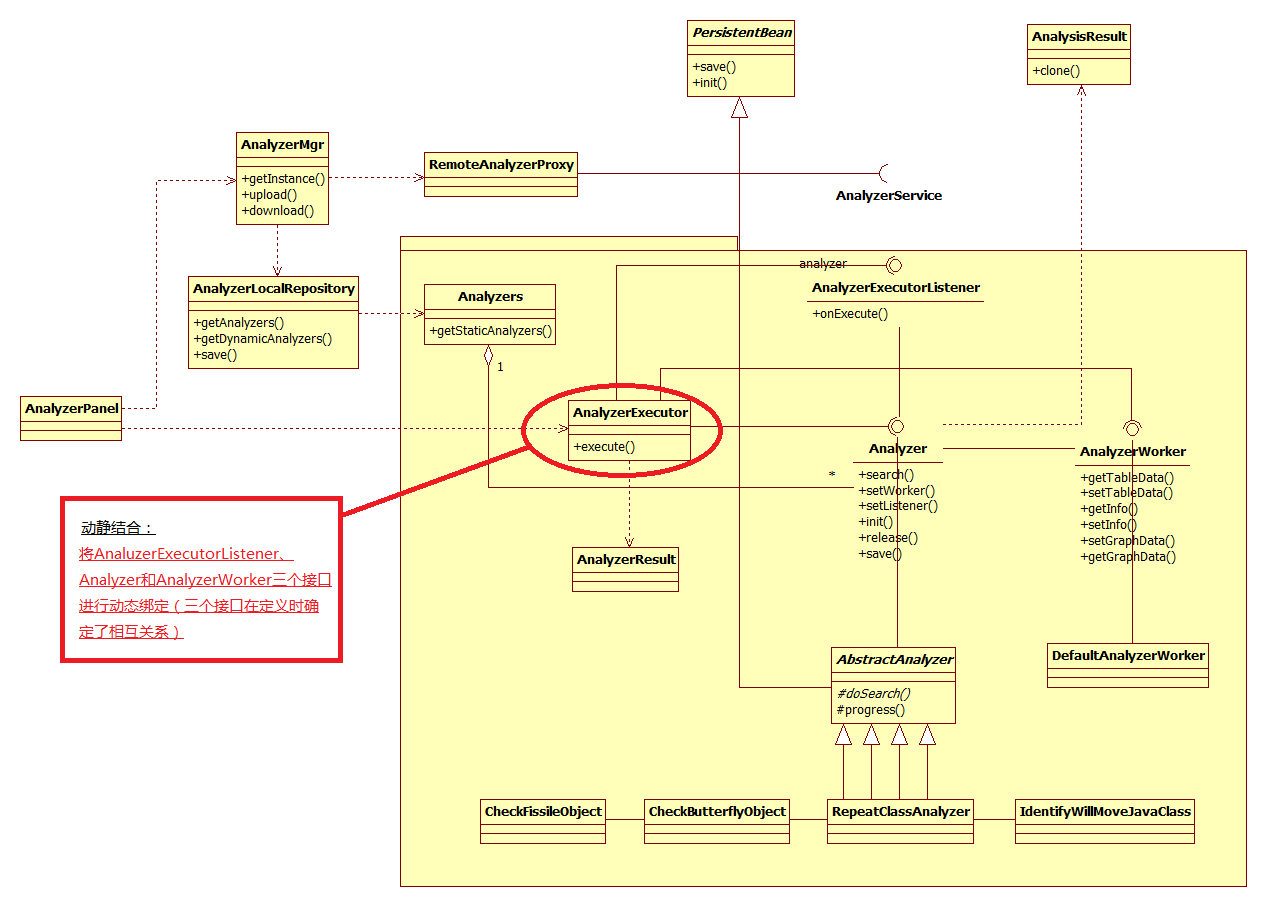 PersistentBean
+save()
+init()
AnalysisResult
+clone()
AnalyzerMgr
+getInstance()
+upload()
+download()
RemoteAnalyzerProxy
AnalyzerService
AnalyzerLocalRepository
+getAnalyzers()
+getDynamicAnalyzers()
+save()
Analyzers
+getStaticAnalyzers()
1
analyzer
AnalyzerExecutorListener
+onExecute()
AnalyzerPanel
AnalyzerExecutor
+execute()
Analyzer
*
+search()
+setWorker()
+setListener()
+init()
+release()
+save()
AnalyzerWorker
+getTableData()
+setTableData()
+getInfo()
+setInfo()
+setGraphData()
+getGraphData()
动静结合：
将AnaluzerExecutorListener、
Analyzer和AnalyzerWorker三个接口
进行动态绑定（三个接口在定义时确
定了相互关系）
AnalyzerResult
AbstractAnalyzer
#doSearch()
#progress()
DefaultAnalyzerWorker
CheckFissileObject
CheckButterflyObject
RepeatClassAnalyzer
IdentifyWillMoveJavaClass